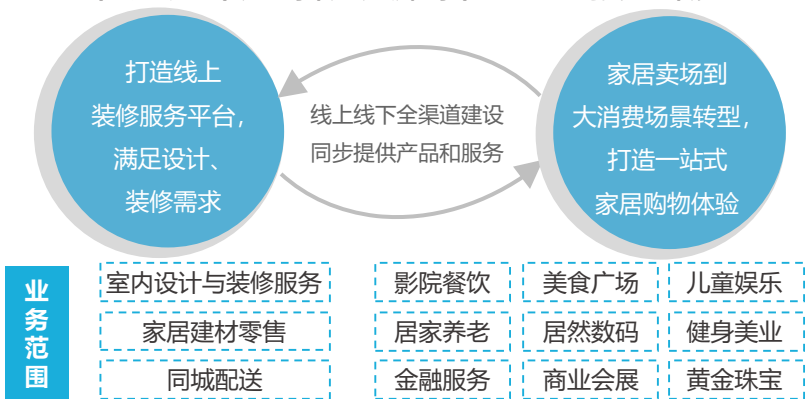 打造线上
装修服务平台，
满足设计、
装修需求
线上线下全渠道建设
同步提供产品和服务
家居卖场到
大消费场景转型，
打造一站式
家居购物体验
业务范围
室内设计与装修服务 影院餐饮 美食广场 儿童娱乐
家居建材零售 居家养老 居然数码 健身美业
同城配送 金融服务 商业会展 黄金珠宝